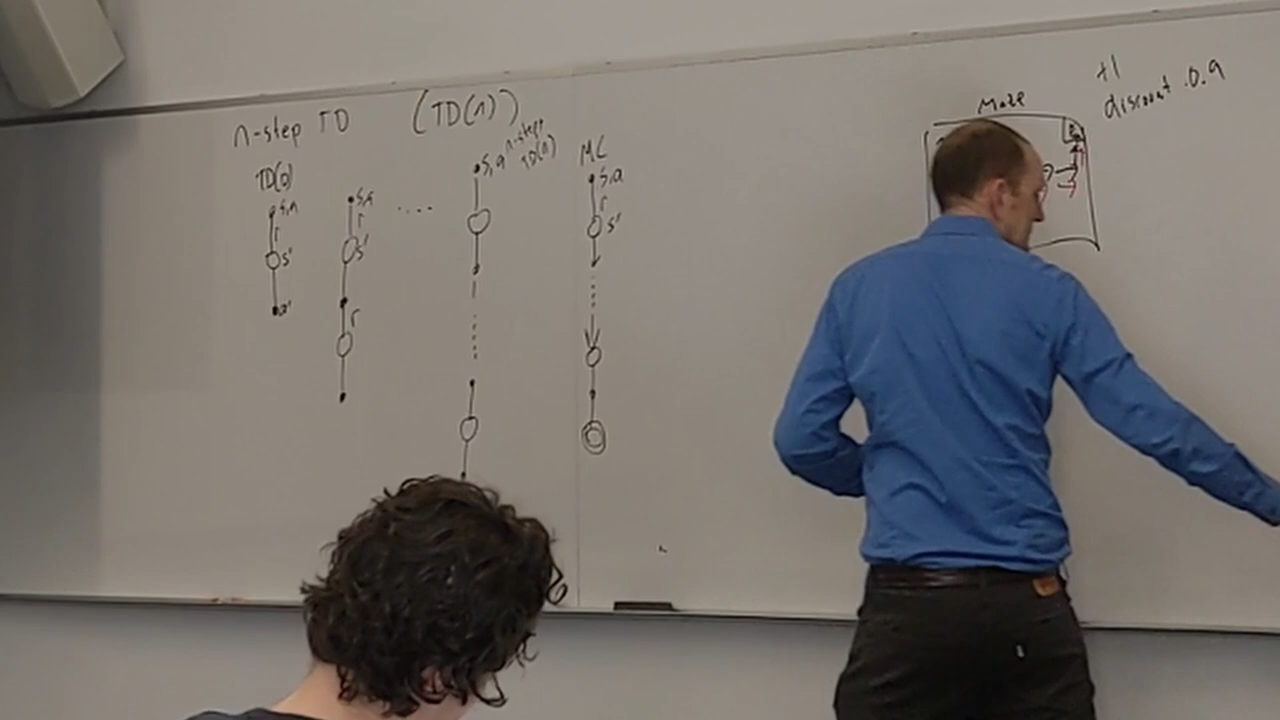 n-step TD (TD(n))
TD(0)
s,a
r
s'
a'
s,a
r
s'
r
....
s,a
n-step
TD(n)
MC
s,a
r
s'
Maze
+1
discount 0.9